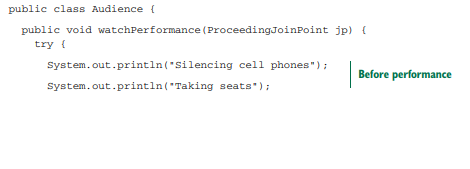 public class Audience {
public void watchPerformance(ProceedingJoinPoint jp) {
try {
System.out.println("Silencing cell phones");
Before performance
System.out.println("Taking seats");